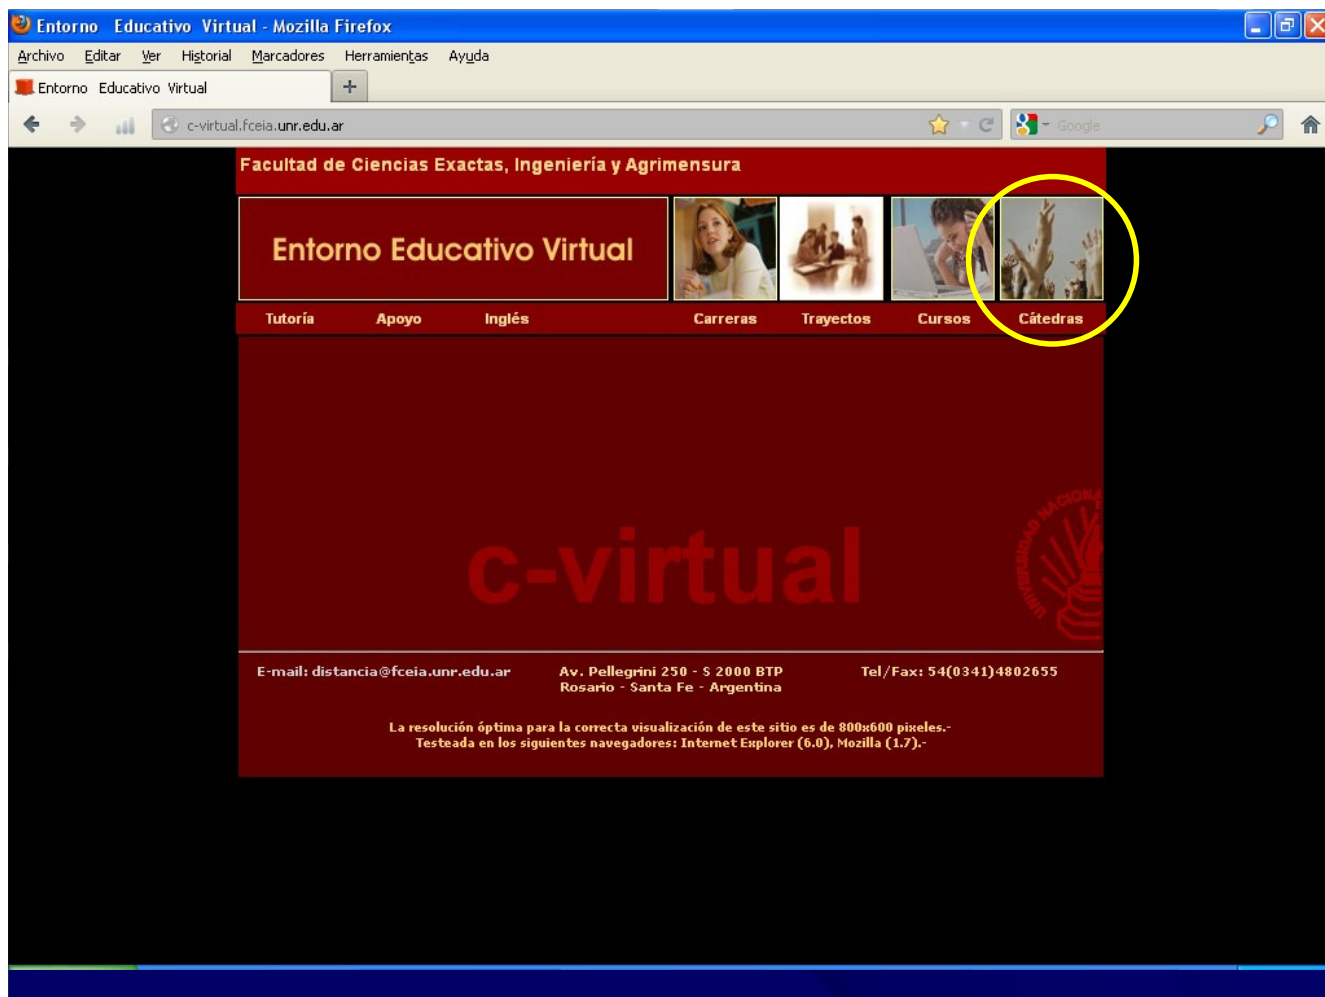 Entorno Educativo Virtual - Mozilla Firefox
Archivo Editar Ver Historial Marcadores Herramientas Ayuda
Entorno Educativo Virtual
c-virtual.fceia.unr.edu.ar
Google
Facultad de Ciencias Exactas, Ingeniería y Agrimensura
Entorno Educativo Virtual
Tutoría Apoyo Inglés Carreras Trayectos Cursos Cátedras
c-virtual
UNIVERSIDAD NACIONA
E-mail: distancia@fceia.unr.edu.ar Av. Pellegrini 250 - S 2000 BTP Tel/Fax: 54(0341)4802655
Rosario - Santa Fe - Argentina
La resolución óptima para la correcta visualización de este sitio es de 800x600 pixeles.-
Testeada en los siguientes navegadores: Internet Explorer (6.0), Mozilla (1.7).-